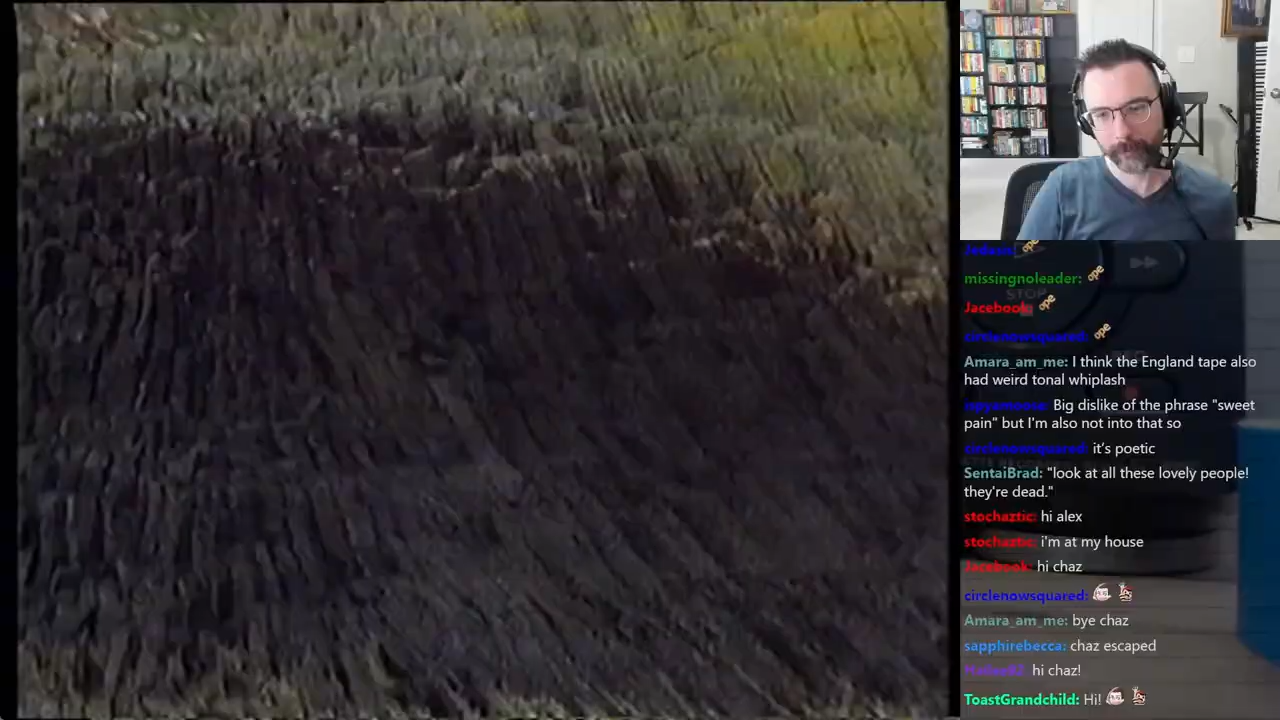 missingnoleader:
STOP
Jacebook:
circlenowsquared:
Amara_am_me: I think the England tape also
had weird tonal whiplash
Big dislike of the phrase "sweet
pain" but I'm also not into that so
circlenowsquared: it's poetic
SentaiBrad: "look at all these lovely people!
they're dead."
stochaztic: hi alex
stochaztic: i'm at my house
Jacebook: hi chaz
circlenowsquared:
Amara_am_me: bye chaz
sapphirebecca: chaz escaped
hi chaz!
ToastGrandchild: Hi!